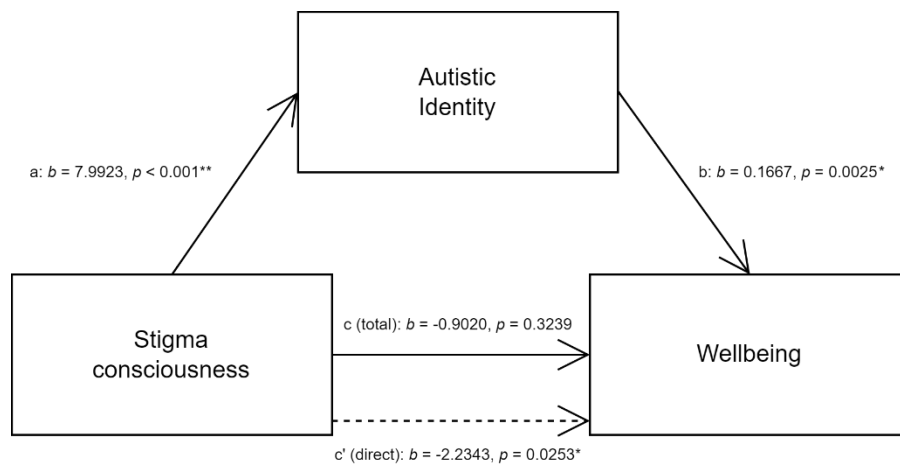 Autistic
Identity
a: b = 7.9923, p < 0.001**
b: b = 0.1667, p = 0.0025*
Stigma
consciousness
c (total): b = -0.9020, p = 0.3239
Wellbeing
c' (direct): b = -2.2343, p = 0.0253*